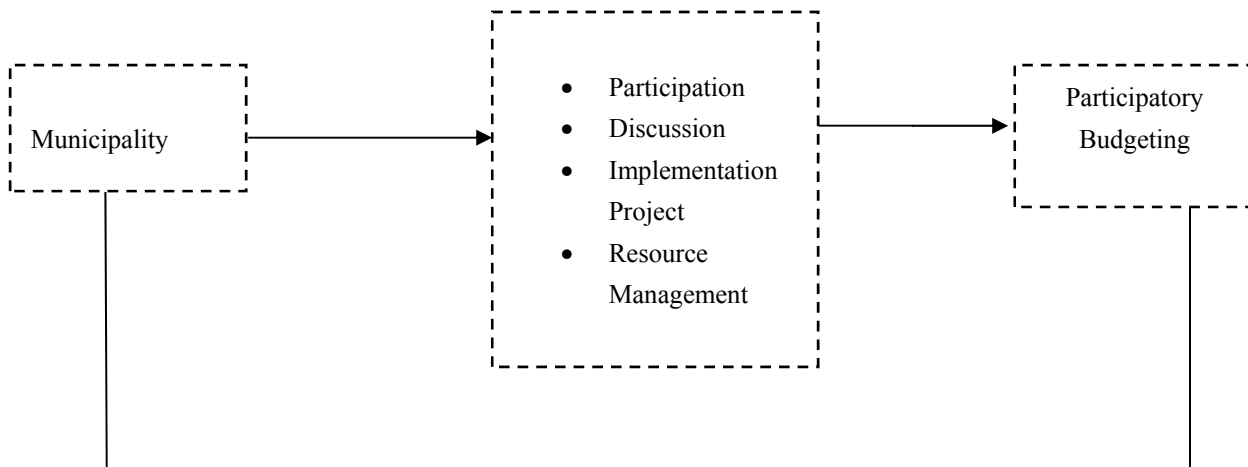 Municipality
• Participation
• Discussion
• Implementation
Project
• Resource
Management
Participatory
Budgeting